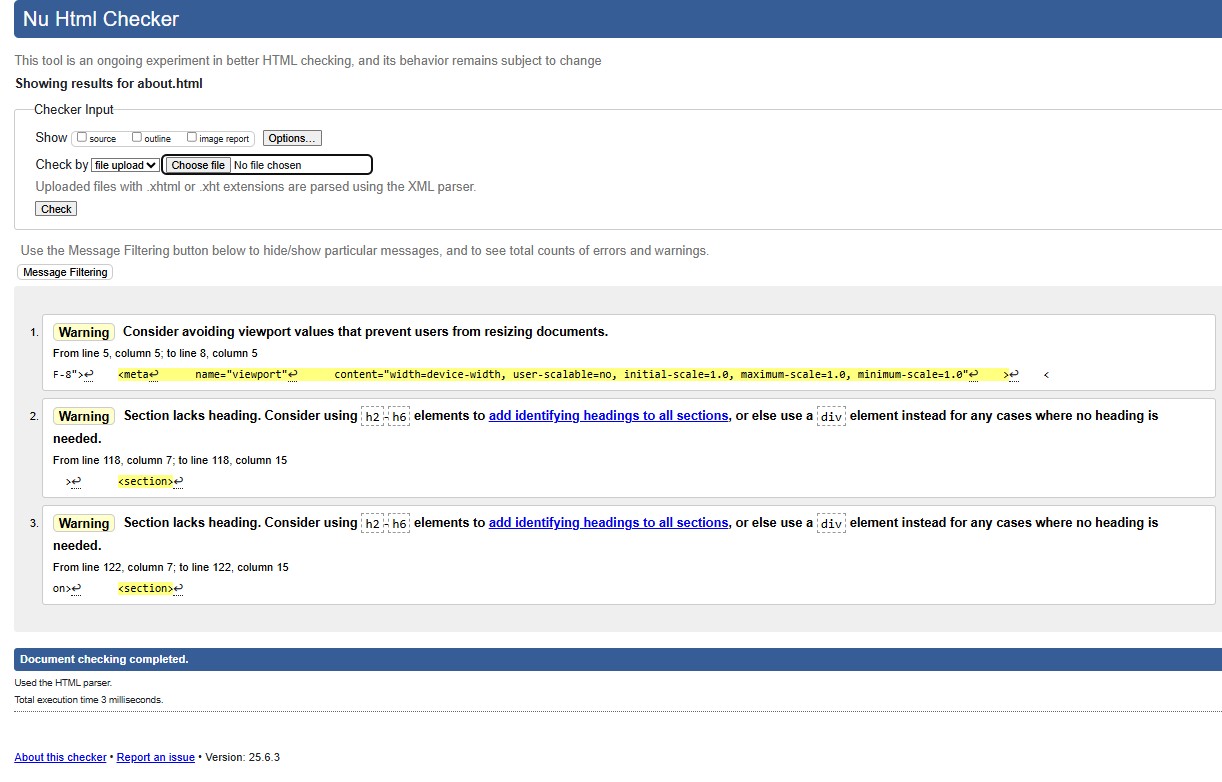 Nu Html Checker
This tool is an ongoing experiment in better HTML checking, and its behavior remains subject to change
Showing results for about.html
Checker Input
Show source outline image report Options...
Check by file upload Choose file No file chosen
Uploaded files with .xhtml or .xht extensions are parsed using the XML parser.
Check
Use the Message Filtering button below to hide/show particular messages, and to see total counts of errors and warnings.
Message Filtering
1. Warning Consider avoiding viewport values that prevent users from resizing documents.
From line 5, column 5; to line 8, column 5
F-8">↩ <meta↩ name="viewport"↩ content="width=device-width, user-scalable=no, initial-scale=1.0, maximum-scale=1.0, minimum-scale=1.0"↩ >↩ <
2. Warning Section lacks heading. Consider using h2-h6 elements to add identifying headings to all sections, or else use a div element instead for any cases where no heading is
needed.
From line 118, column 7; to line 118, column 15
>↩ <section>↩
3. Warning Section lacks heading. Consider using h2-h6 elements to add identifying headings to all sections, or else use a div element instead for any cases where no heading is
needed.
From line 122, column 7; to line 122, column 15
on>↩ <section>↩
Document checking completed.
Used the HTML parser.
Total execution time 3 milliseconds.
About this checker • Report an issue • Version: 25.6.3